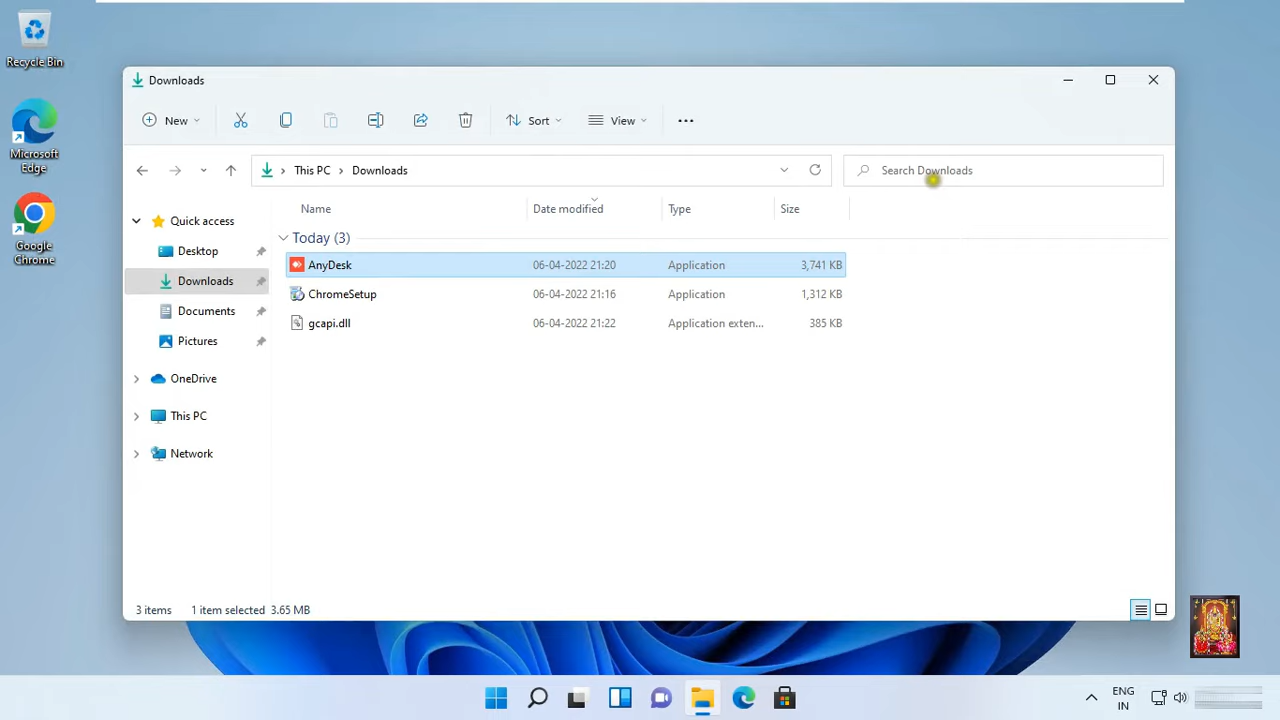 Recycle Bin
Microsoft
Edge
Google
Chrome
Downloads
New
Sort
View
This PC
Downloads
Search Downloads
Name
Date modified
Type
Size
Quick access
Desktop
Downloads
Documents
Pictures
OneDrive
This PC
Network
Today (3)
AnyDesk 06-04-2022 21:20 Application 3,741 KB
ChromeSetup 06-04-2022 21:16 Application 1,312 KB
gcapi.dll 06-04-2022 21:22 Application exten... 385 KB
3 items 1 item selected 3.65 MB
ENG
IN